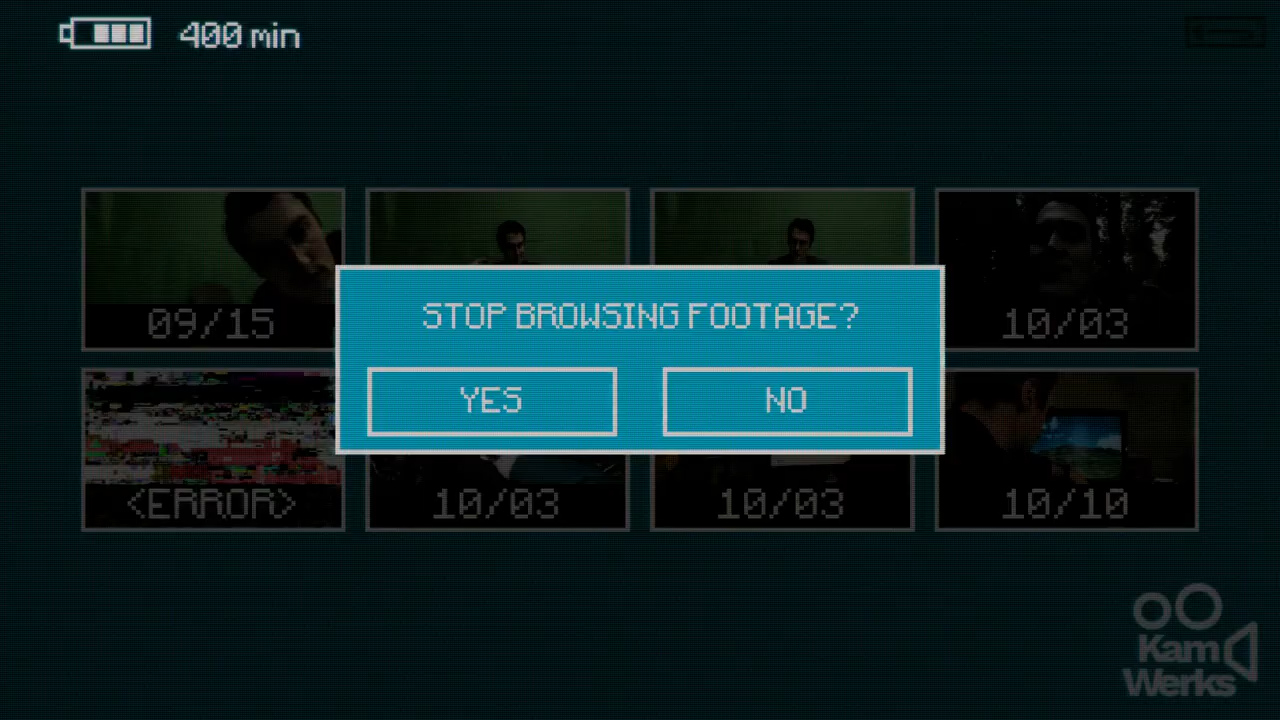 400 min
09/15
10/03
STOP BROWSING FOOTAGE?
YES
NO
<ERROR>
10/03
10/03
10/10
Kam
Werks